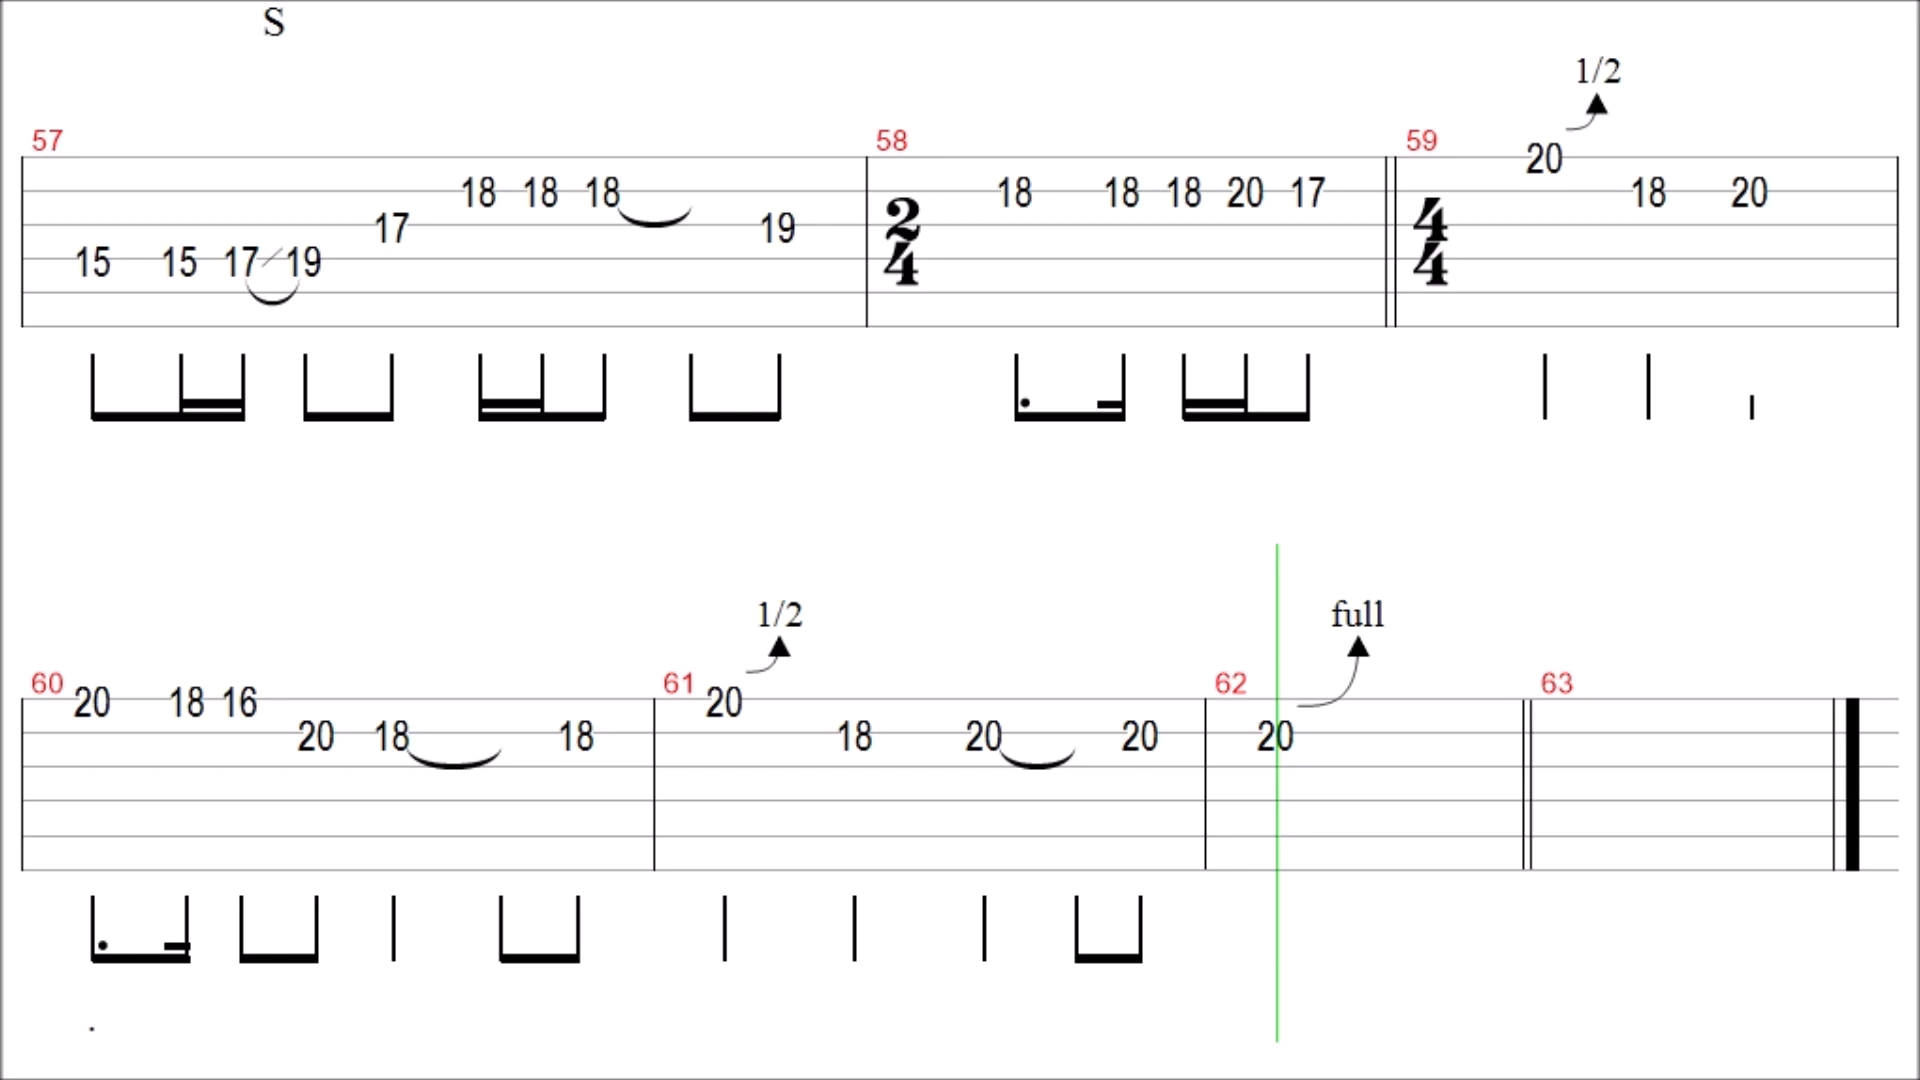 S
1/2
57 58 59
20
18 18 18 18 18 18 20 17 18 20
17 19
15 15 17 19
2 4 4 4
1/2 full
60 20 18 16 61 20 62 63
20 18 18 18 20 20 20